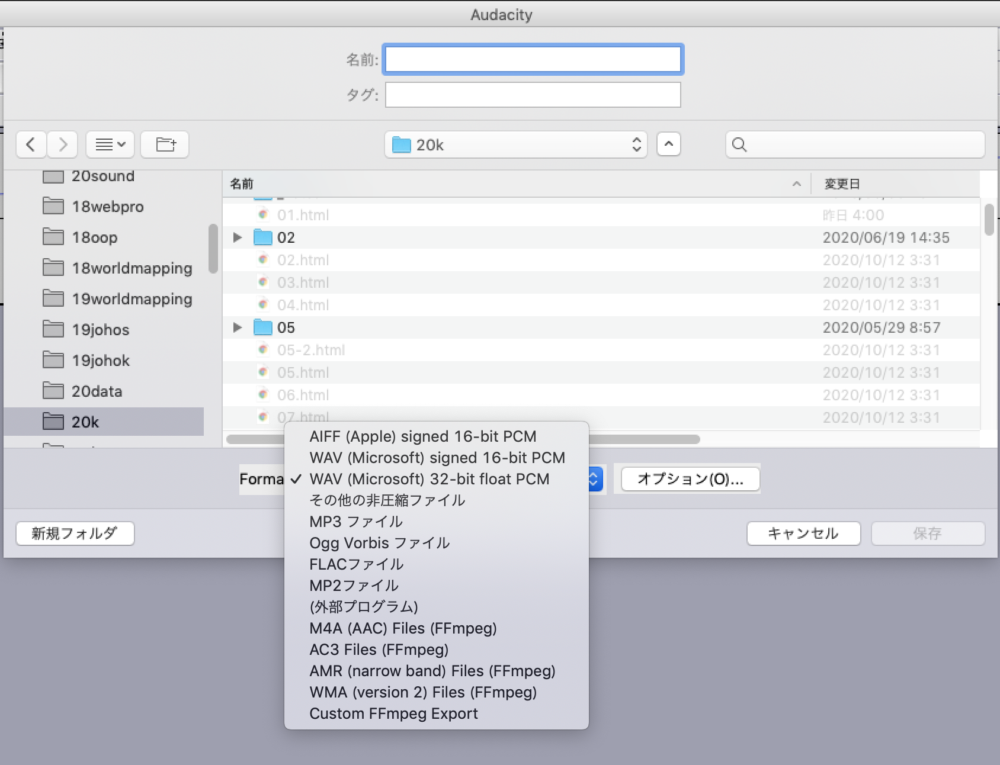 Audacity
名前:
タグ:
20k
20sound
18webpro
18oop
18worldmapping
19worldmapping
19johos
19johok
20data
20k
名前 変更日
01.html 昨日 4:00
02 2020/06/19 14:35
02.html 2020/10/12 3:31
03.html 2020/10/12 3:31
04.html 2020/10/12 3:31
05 2020/05/29 8:57
05-2.html 2020/10/12 3:31
05.html 2020/10/12 3:31
06.html 2020/10/12 3:31
07.html 2020/10/12 3:31
Forma
AIFF (Apple) signed 16-bit PCM
WAV (Microsoft) signed 16-bit PCM
✓ WAV (Microsoft) 32-bit float PCM
その他の非圧縮ファイル
MP3 ファイル
Ogg Vorbis ファイル
FLACファイル
MP2ファイル
(外部プログラム)
M4A (AAC) Files (FFmpeg)
AC3 Files (FFmpeg)
AMR (narrow band) Files (FFmpeg)
WMA (version 2) Files (FFmpeg)
Custom FFmpeg Export
オプション(O)...
新規フォルダ
キャンセル
保存